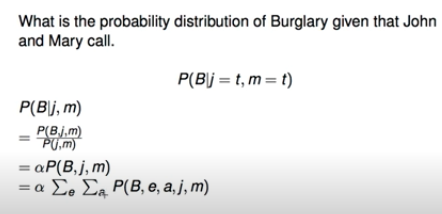 What is the probability distribution of Burglary given that John
and Mary call.
P(B|j = t, m = t)
P(B|j, m)
= P(B,j,m)
P(j,m)
= αP(B, j, m)
= α ∑e ∑a P(B, e, a, j, m)